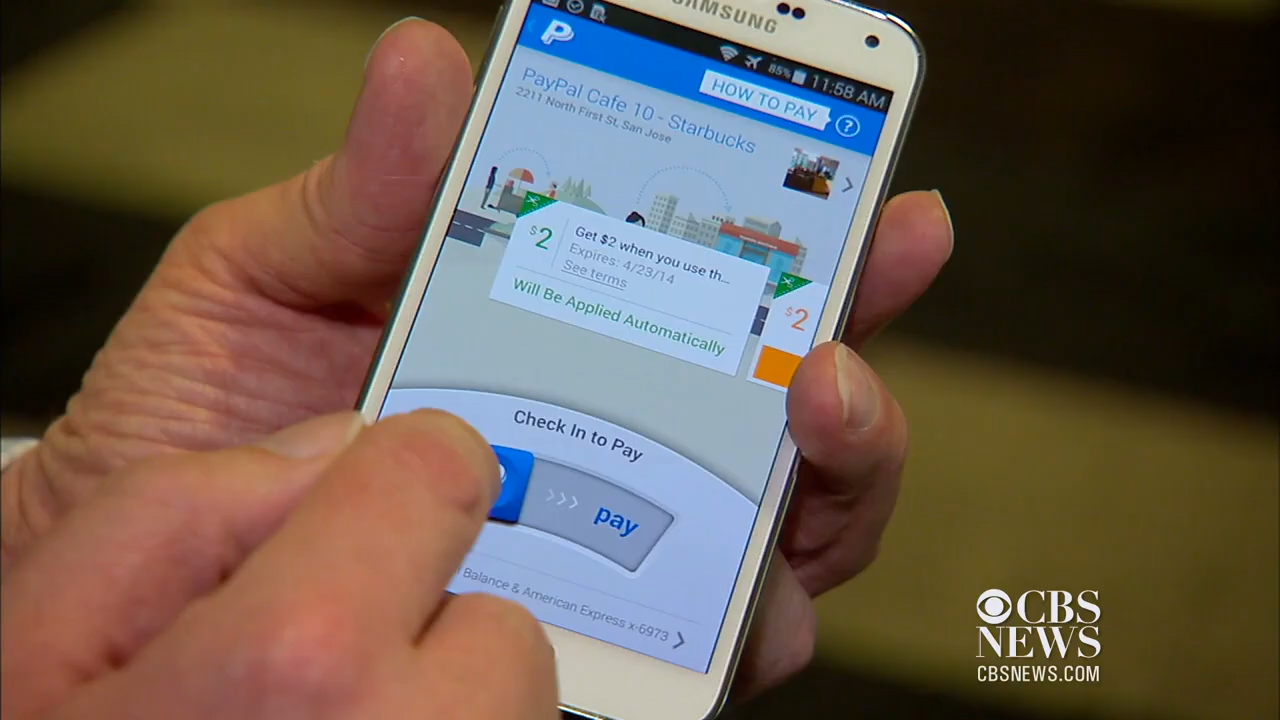 SAMSUNG
85% 11:58 AM
P
HOW TO PAY
?
PayPal Cafe 10 - Starbucks
2211 North First St, San Jose
$2
Get $2 when you use th...
Expires: 4/23/14
See terms
Will Be Applied Automatically
$2
Check In to Pay
>>> pay
Balance & American Express x-6973 >
CBS
NEWS
CBSNEWS.COM